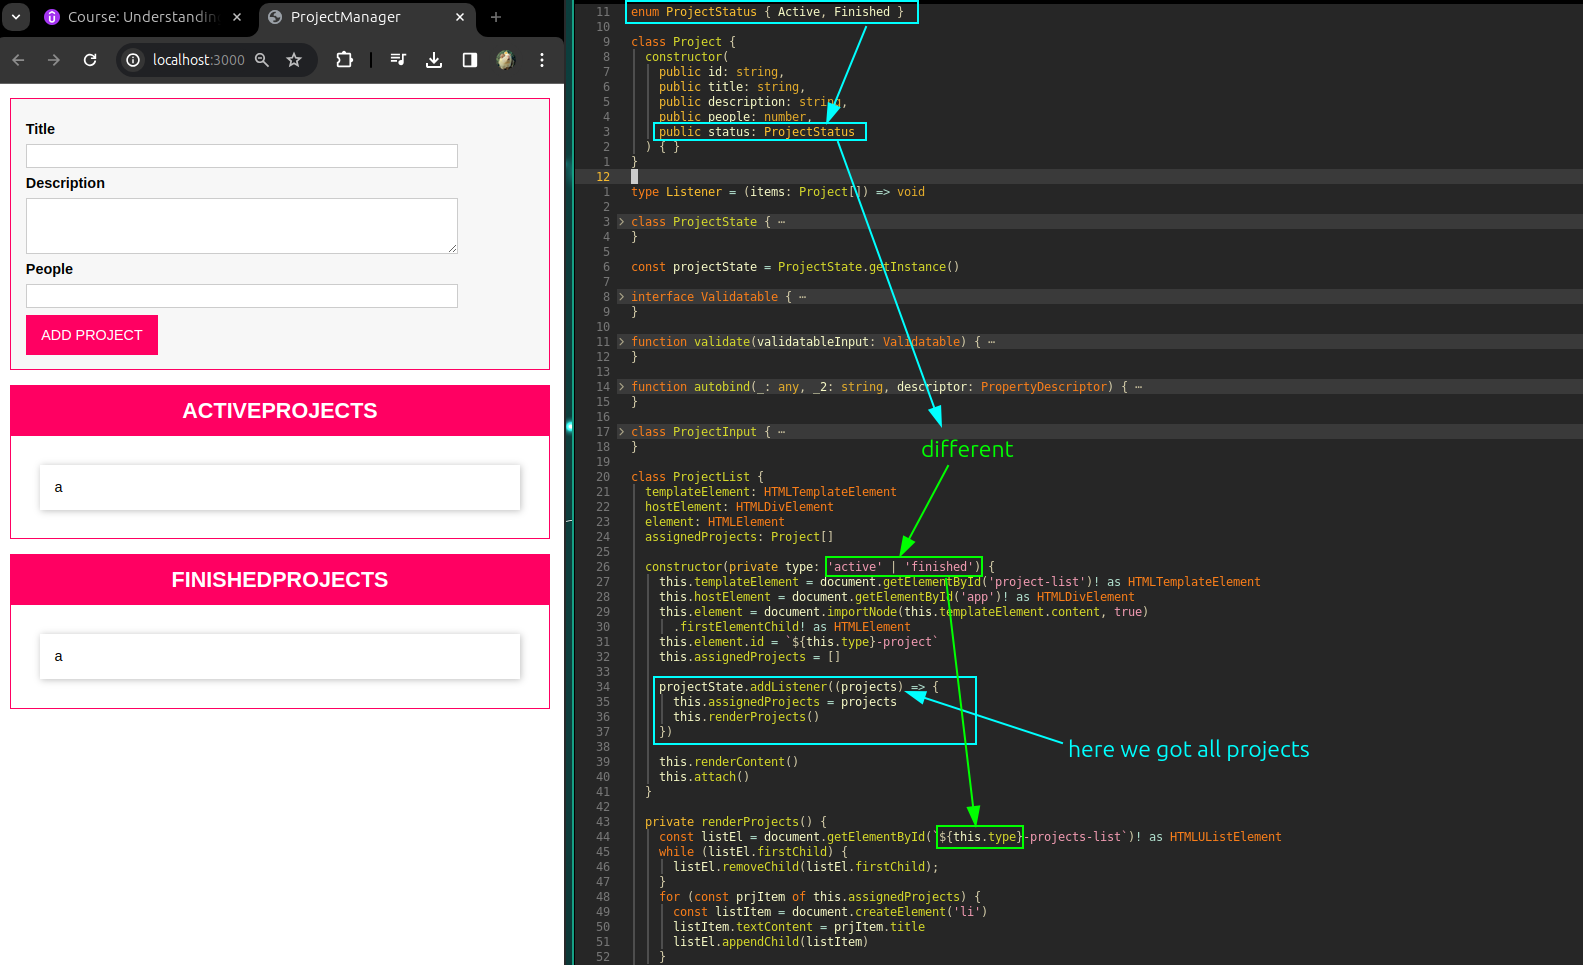 Course: Understanding
ProjectManager
localhost:3000
Title
Description
People
ADD PROJECT
ACTIVEPROJECTS
a
FINISHEDPROJECTS
a
11 enum ProjectStatus { Active, Finished }
10
9 class Project {
8 constructor(
7 public id: string,
6 public title: string,
5 public description: string,
4 public people: number,
3 public status: ProjectStatus
2 ) { }
1 }
12
1 type Listener = (items: Project[]) => void
2
3 > class ProjectState { ⋯
4 }
5
6 const projectState = ProjectState.getInstance()
7
8 > interface Validatable { ⋯
9 }
10
11 > function validate(validatableInput: Validatable) { ⋯
12 }
13
14 > function autobind(_: any, _2: string, descriptor: PropertyDescriptor) { ⋯
15 }
16
17 > class ProjectInput { ⋯
18 }
different
19
20 class ProjectList {
21 templateElement: HTMLTemplateElement
22 hostElement: HTMLDivElement
23 element: HTMLElement
24 assignedProjects: Project[]
25
26 constructor(private type: 'active' | 'finished') {
27 this.templateElement = document.getElementById('project-list')! as HTMLTemplateElement
28 this.hostElement = document.getElementById('app')! as HTMLDivElement
29 this.element = document.importNode(this.templateElement.content, true)
30 .firstElementChild! as HTMLElement
31 this.element.id = `${this.type}-project`
32 this.assignedProjects = []
33
34 projectState.addListener((projects) => {
35 this.assignedProjects = projects
36 this.renderProjects()
37 })
here we got all projects
38
39 this.renderContent()
40 this.attach()
41 }
42
43 private renderProjects() {
44 const listEl = document.getElementById(`${this.type}-projects-list`)! as HTMLUListElement
45 while (listEl.firstChild) {
46 listEl.removeChild(listEl.firstChild);
47 }
48 for (const prjItem of this.assignedProjects) {
49 const listItem = document.createElement('li')
50 listItem.textContent = prjItem.title
51 listEl.appendChild(listItem)
52 }